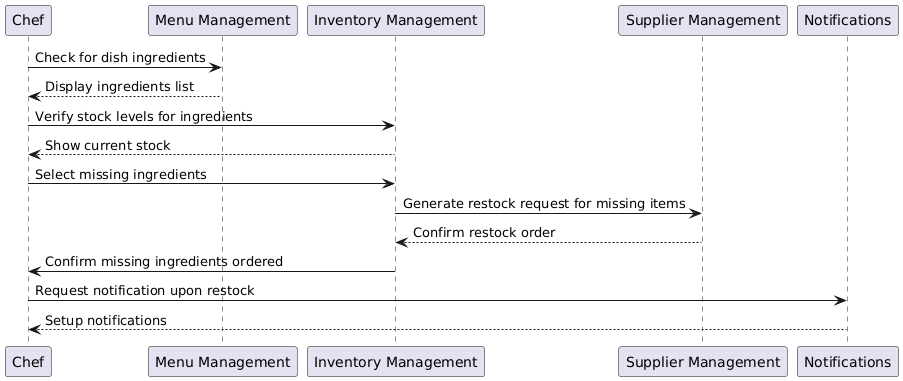 Chef Menu Management Inventory Management Supplier Management Notifications
Check for dish ingredients
Display ingredients list
Verify stock levels for ingredients
Show current stock
Select missing ingredients
Generate restock request for missing items
Confirm restock order
Confirm missing ingredients ordered
Request notification upon restock
Setup notifications
Chef Menu Management Inventory Management Supplier Management Notifications